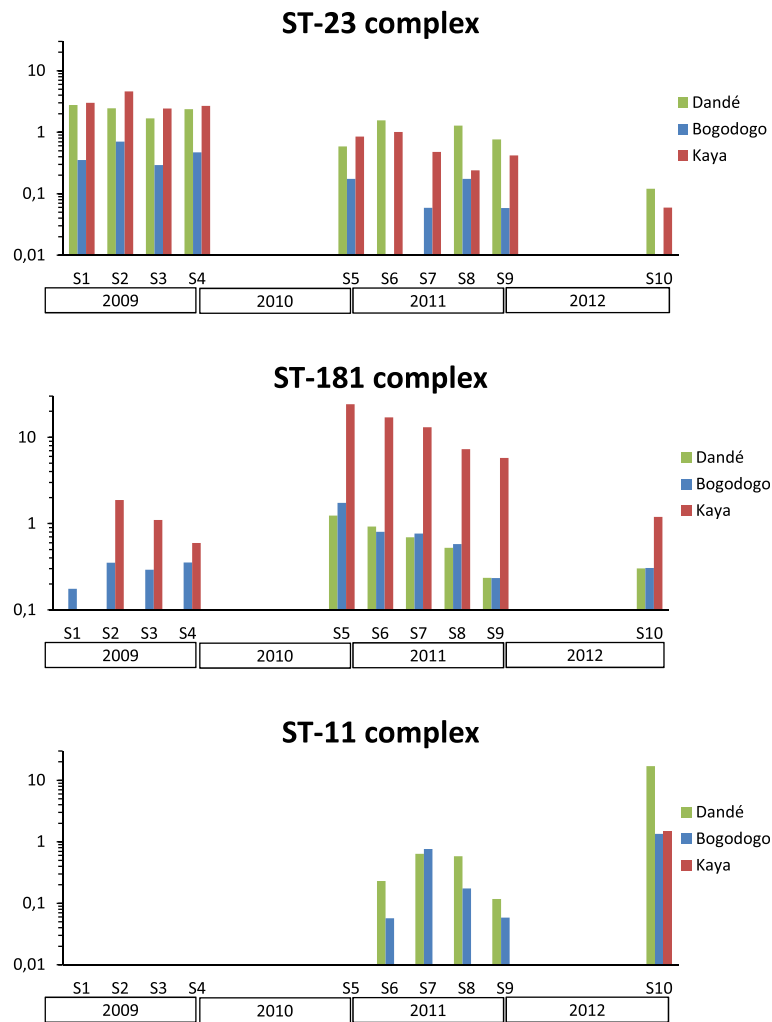 ST-23 complex
10
1
0,1
0,01
Dandé
Bogodogo
Kaya
S1 S2 S3 S4 S5 S6 S7 S8 S9 S10
2009 2010 2011 2012
ST-181 complex
10
1
0,1
Dandé
Bogodogo
Kaya
S1 S2 S3 S4 S5 S6 S7 S8 S9 S10
2009 2010 2011 2012
ST-11 complex
10
1
0,1
0,01
Dandé
Bogodogo
Kaya
S1 S2 S3 S4 S5 S6 S7 S8 S9 S10
2009 2010 2011 2012